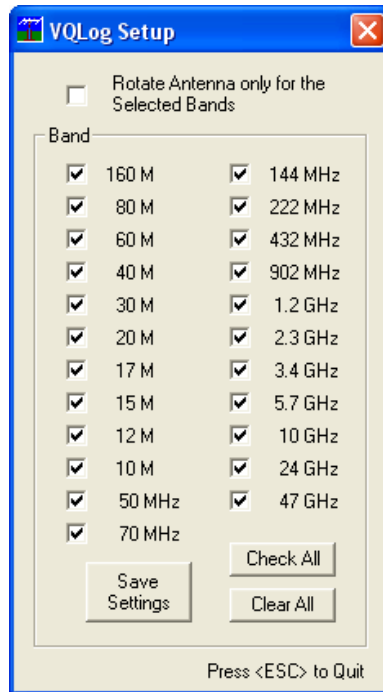 VQLog Setup
Rotate Antenna only for the
Selected Bands
Band
160 M
80 M
60 M
40 M
30 M
20 M
17 M
15 M
12 M
10 M
50 MHz
70 MHz
144 MHz
222 MHz
432 MHz
902 MHz
1.2 GHz
2.3 GHz
3.4 GHz
5.7 GHz
10 GHz
24 GHz
47 GHz
Save
Settings
Check All
Clear All
Press <ESC> to Quit